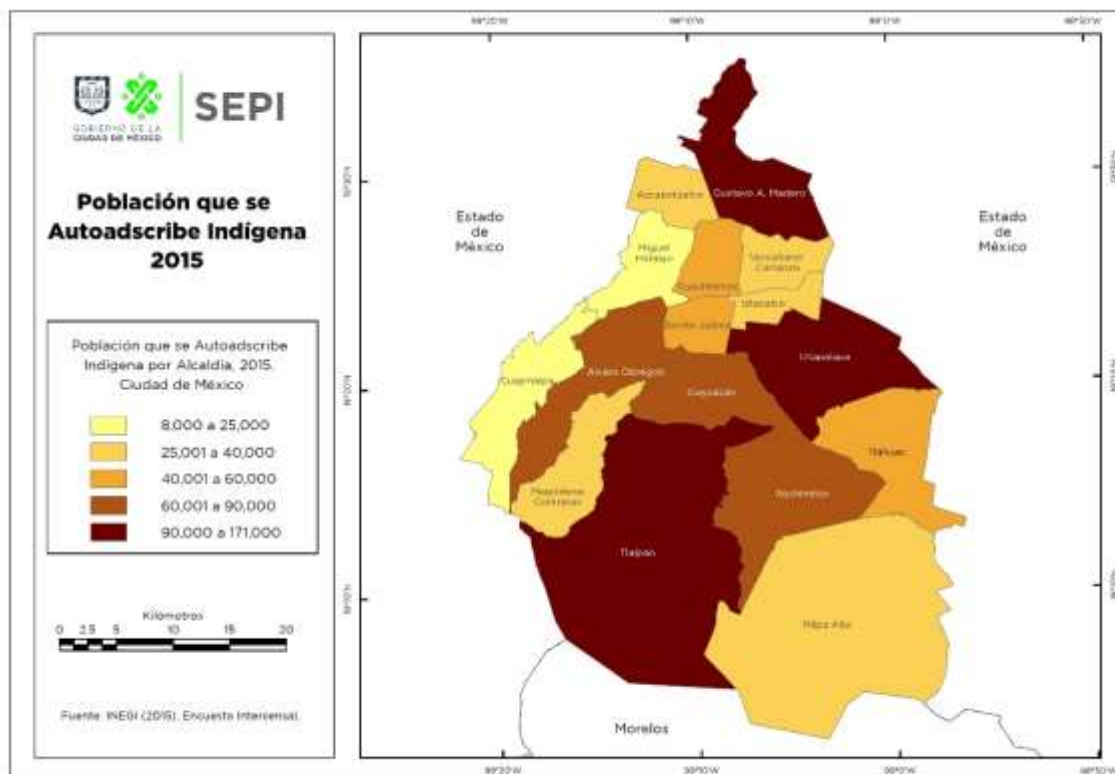 GOBIERNO DE LA
CIUDAD DE MÉXICO
SEPI
Población que se
Autoadscribe Indígena
2015
Población que se Autoadscribe
Indígena por Alcaldía, 2015.
Ciudad de México
8,000 a 25,000
25,001 a 40,000
40,001 a 60,000
60,001 a 90,000
90,000 a 171,000
Kilómetros
0 2.5 5 10 15 20
Fuente: INEGI (2015). Encuesta Intercensal.
Estado
de
México
Estado
de
México
Gustavo A. Madero
Azcapotzalco
Miguel
Hidalgo
Venustiano
Carranza
Cuauhtémoc
Iztacalco
Benito Juárez
Iztapalapa
Cuajimalpa
Álvaro Obregón
Coyoacán
Tláhuac
Magdalena
Contreras
Xochimilco
Tlalpan
Milpa Alta
Morelos